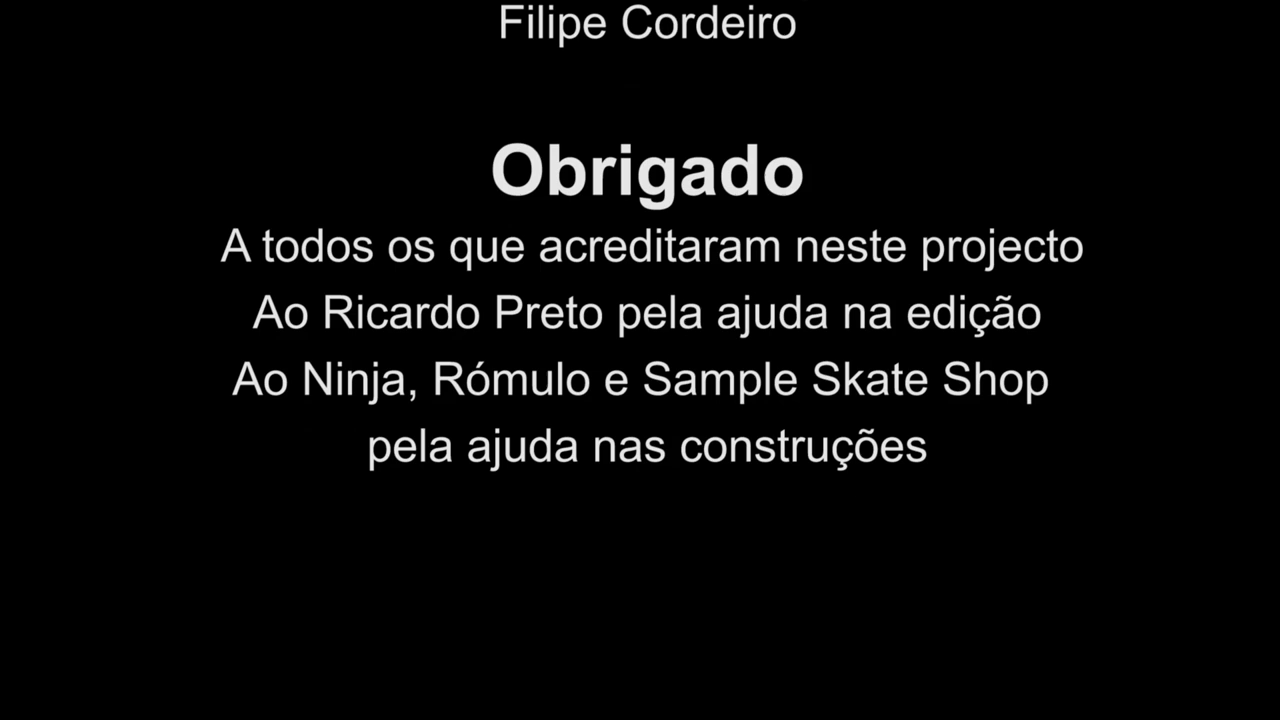 Filipe Cordeiro
Obrigado
A todos os que acreditaram neste projecto
Ao Ricardo Preto pela ajuda na edição
Ao Ninja, Rómulo e Sample Skate Shop
pela ajuda nas construções